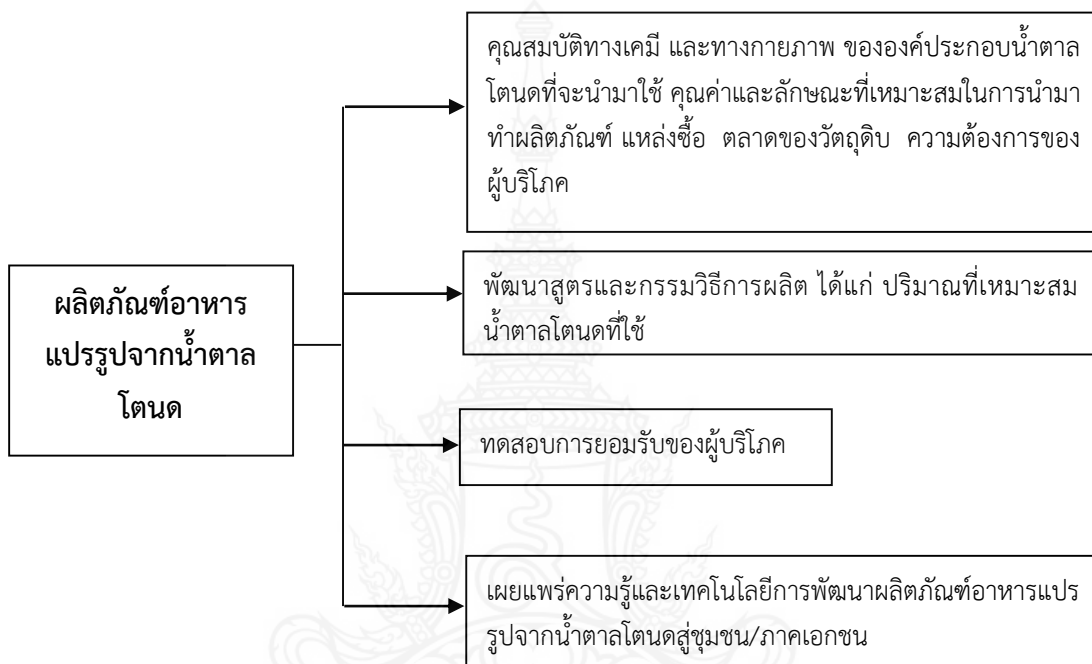 คุณสมบัติทางเคมี และทางกายภาพ ขององค์ประกอบน้ำตาล
โตนดที่จะนำมาใช้ คุณค่าและลักษณะที่เหมาะสมในการนำมา
ทำผลิตภัณฑ์ แหล่งซื้อ ตลาดของวัตถุดิบ ความต้องการของ
ผู้บริโภค
ผลิตภัณฑ์อาหาร
แปรรูปจากน้ำตาล
โตนด
พัฒนาสูตรและกรรมวิธีการผลิต ได้แก่ ปริมาณที่เหมาะสม
น้ำตาลโตนดที่ใช้
ทดสอบการยอมรับของผู้บริโภค
เผยแพร่ความรู้และเทคโนโลยีการพัฒนาผลิตภัณฑ์อาหารแปร
รูปจากน้ำตาลโตนดสู่ชุมชน/ภาคเอกชน